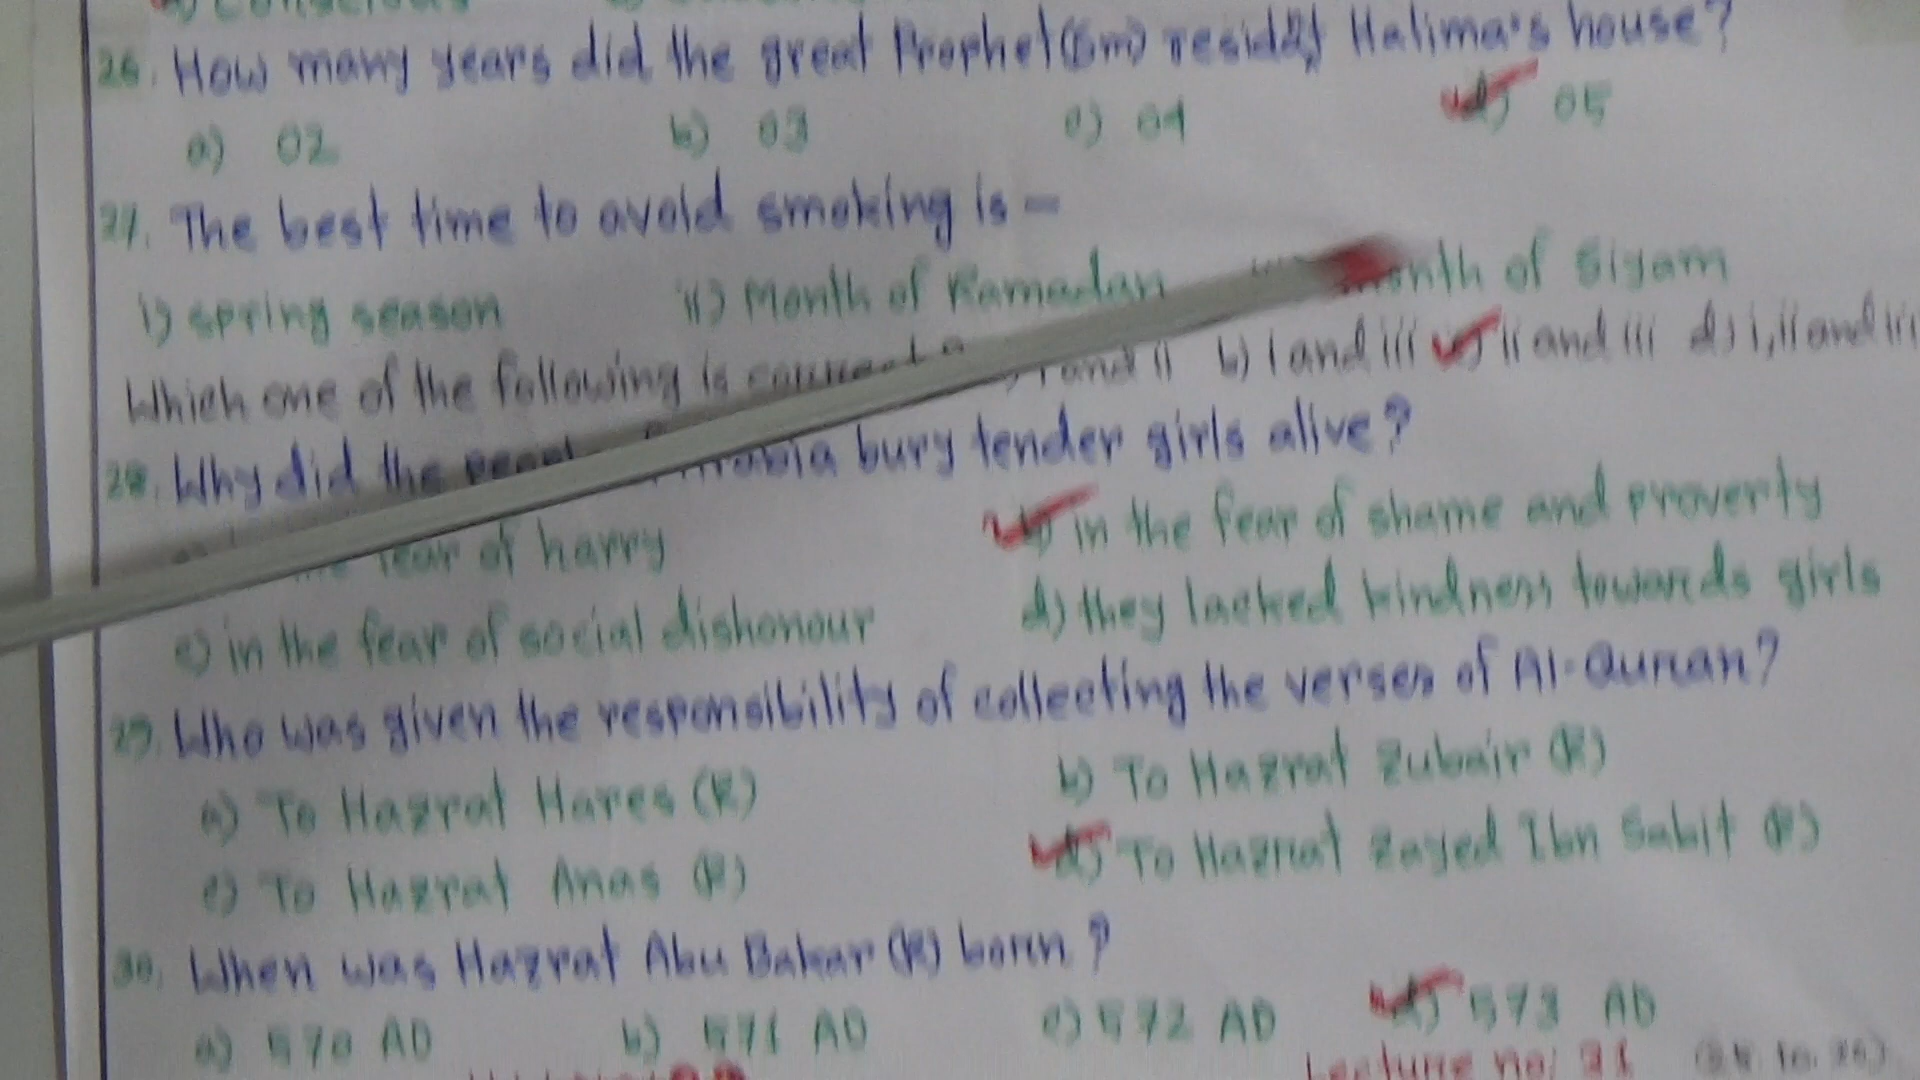 26. How many years did the great Prophet (Sm) Halima's house?
a) 02 b) 03 c) 04 d) 05
27. The best time to avoid smoking is –
i) spring season ii) Month of Ramadan of Siyam
Which one of the following is and ii b) i and iii ii and iii d) i, ii and iii
28. Why did the bury tender girls alive?
fear of harry b) in the fear of shame and proverty
c) in the fear of social dishonour d) they lacked kindness towards girls
29. Who was given the responsibility of collecting the verses of Al-Quran?
a) To Hazrat Hares (R) b) To Hazrat Zubair (R)
c) To Hazrat Anas (R) d) To Hazrat Zayed Ibn Sabit (R)
30. When was Hazrat Abu Bakar (R) born?
a) 570 AD b) 571 AD c) 572 AD d) 573 AD
Lecture no: 31